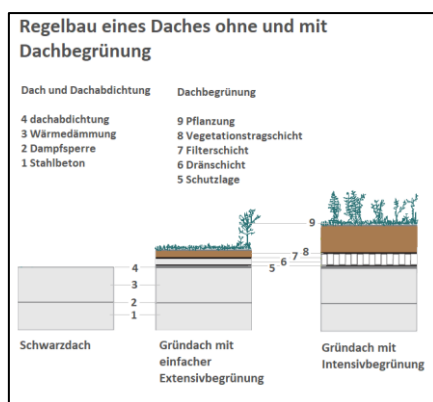 Regelbau eines Daches ohne und mit
Dachbegrünung
Dach und Dachabdichtung
4 dachabdichtung
3 Wärmedämmung
2 Dampfsperre
1 Stahlbeton
Dachbegrünung
9 Pflanzung
8 Vegetationstragschicht
7 Filterschicht
6 Dränschicht
5 Schutzlage
9
8
7
6
5
4
3
2
1
Schwarzdach
Gründach mit
einfacher
Extensivbegrünung
Gründach mit
Intensivbegrünung